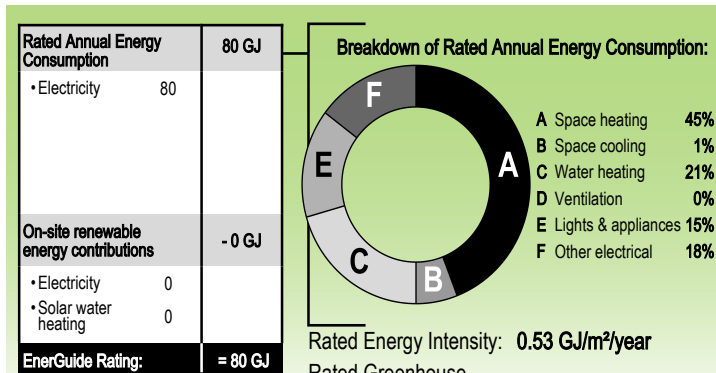 Rated Annual Energy
Consumption
80 GJ
• Electricity 80
On-site renewable
energy contributions
- 0 GJ
• Electricity 0
• Solar water
heating
0
EnerGuide Rating: = 80 GJ
Breakdown of Rated Annual Energy Consumption:
F
E
A
C
B
A Space heating 45%
B Space cooling 1%
C Water heating 21%
D Ventilation 0%
E Lights & appliances 15%
F Other electrical 18%
Rated Energy Intensity: 0.53 GJ/m²/year
Rated Greenhouse